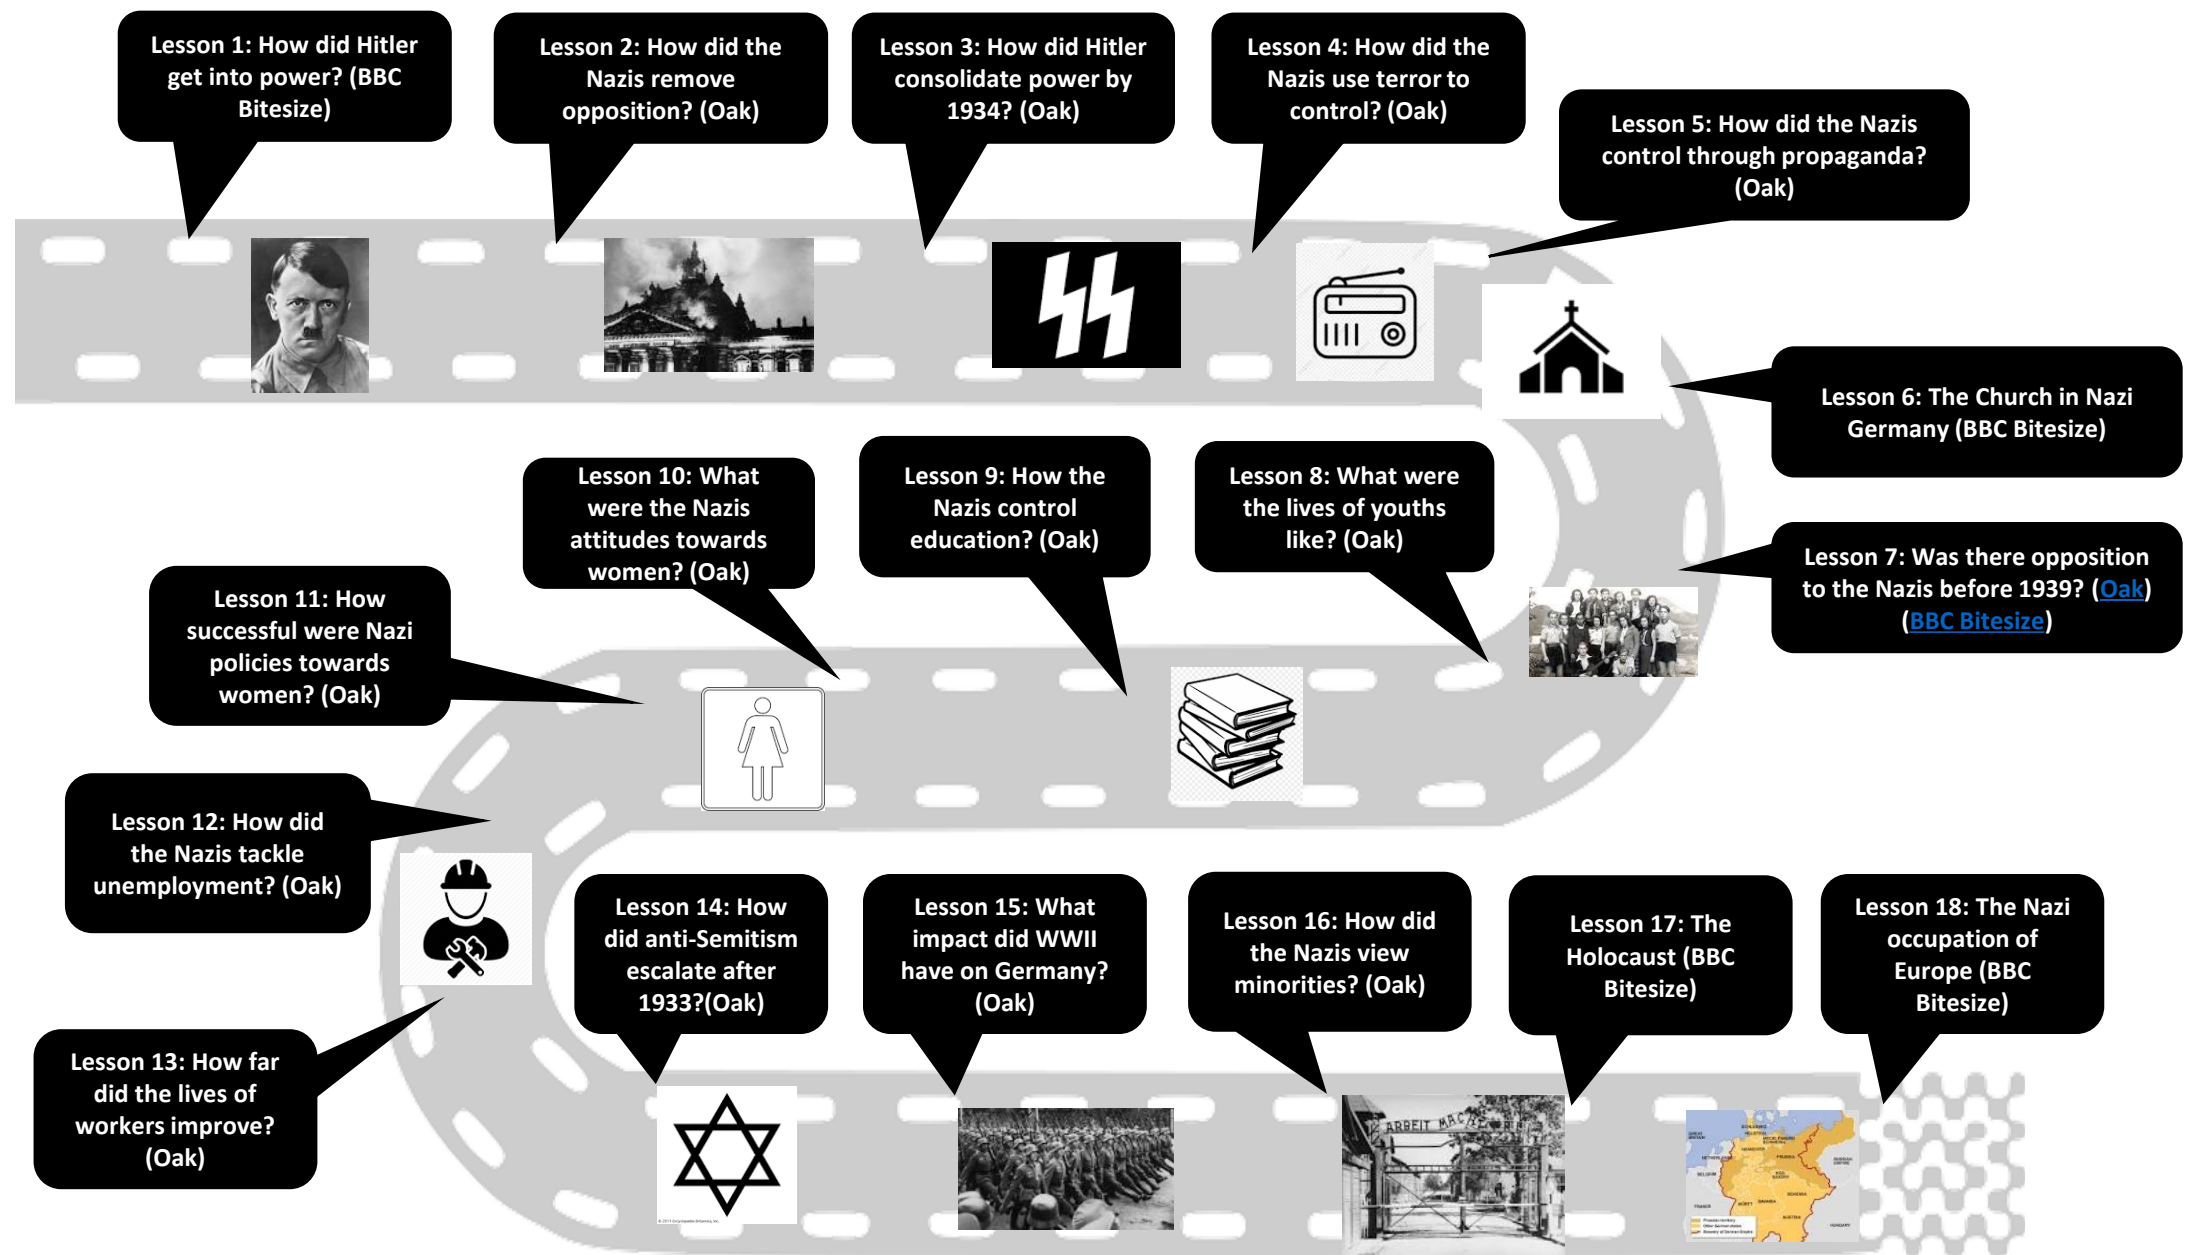 Lesson 1: How did Hitler
get into power? (BBC
Bitesize)
Lesson 2: How did the
Nazis remove
opposition? (Oak)
Lesson 3: How did Hitler
consolidate power by
1934? (Oak)
Lesson 4: How did the
Nazis use terror to
control? (Oak)
Lesson 5: How did the Nazis
control through propaganda?
(Oak)
Lesson 6: The Church in Nazi
Germany (BBC Bitesize)
Lesson 7: Was there opposition
to the Nazis before 1939? (Oak)
(BBC Bitesize)
Lesson 8: What were
the lives of youths
like? (Oak)
Lesson 9: How the
Nazis control
education? (Oak)
Lesson 10: What
were the Nazis
attitudes towards
women? (Oak)
Lesson 11: How
successful were Nazi
policies towards
women? (Oak)
Lesson 12: How did
the Nazis tackle
unemployment? (Oak)
Lesson 13: How far
did the lives of
workers improve?
(Oak)
Lesson 14: How
did anti-Semitism
escalate after
1933?(Oak)
Lesson 15: What
impact did WWII
have on Germany?
(Oak)
Lesson 16: How did
the Nazis view
minorities? (Oak)
Lesson 17: The
Holocaust (BBC
Bitesize)
Lesson 18: The Nazi
occupation of
Europe (BBC
Bitesize)
ARBEIT